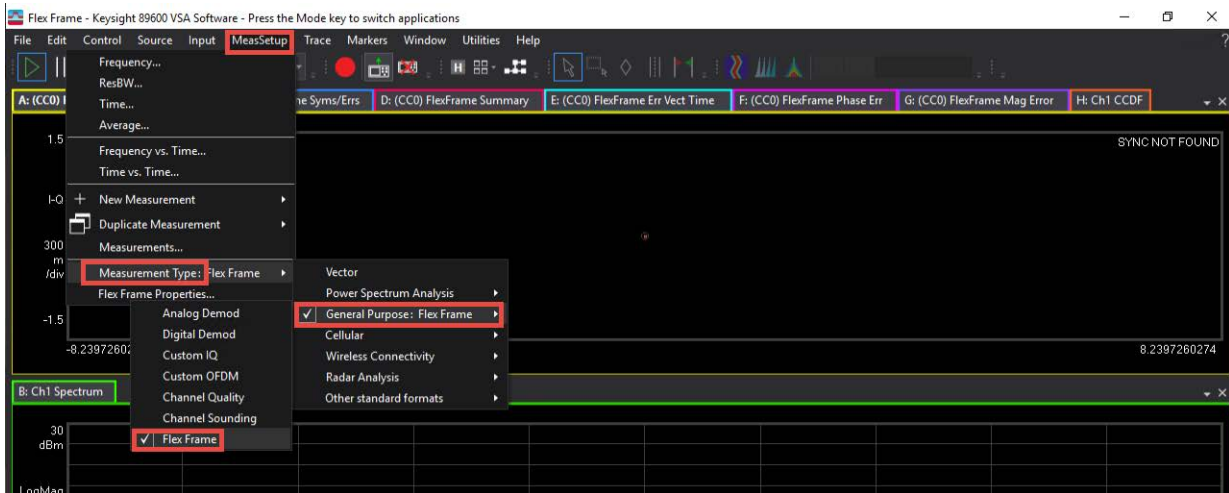 Flex Frame - Keysight 89600 VSA Software - Press the Mode key to switch applications
File Edit Control Source Input MeasSetup Trace Markers Window Utilities Help
?
Frequency...
ResBW...
Time...
Average...
Frequency vs. Time...
Time vs. Time...
New Measurement
Duplicate Measurement
Measurements...
Measurement Type: Flex Frame
Flex Frame Properties...
A: (CC0)
ne Syms/Errs
D: (CC0) FlexFrame Summary
E: (CC0) FlexFrame Err Vect Time
F: (CC0) FlexFrame Phase Err
G: (CC0) FlexFrame Mag Error
H: Ch1 CCDF
1.5
SYNC NOT FOUND
I-Q
300
m
/div
-1.5
-8.2397260
8.2397260274
Vector
Power Spectrum Analysis
General Purpose: Flex Frame
Cellular
Wireless Connectivity
Radar Analysis
Other standard formats
Analog Demod
Digital Demod
Custom IQ
Custom OFDM
Channel Quality
Channel Sounding
Flex Frame
B: Ch1 Spectrum
30
dBm
LogMag